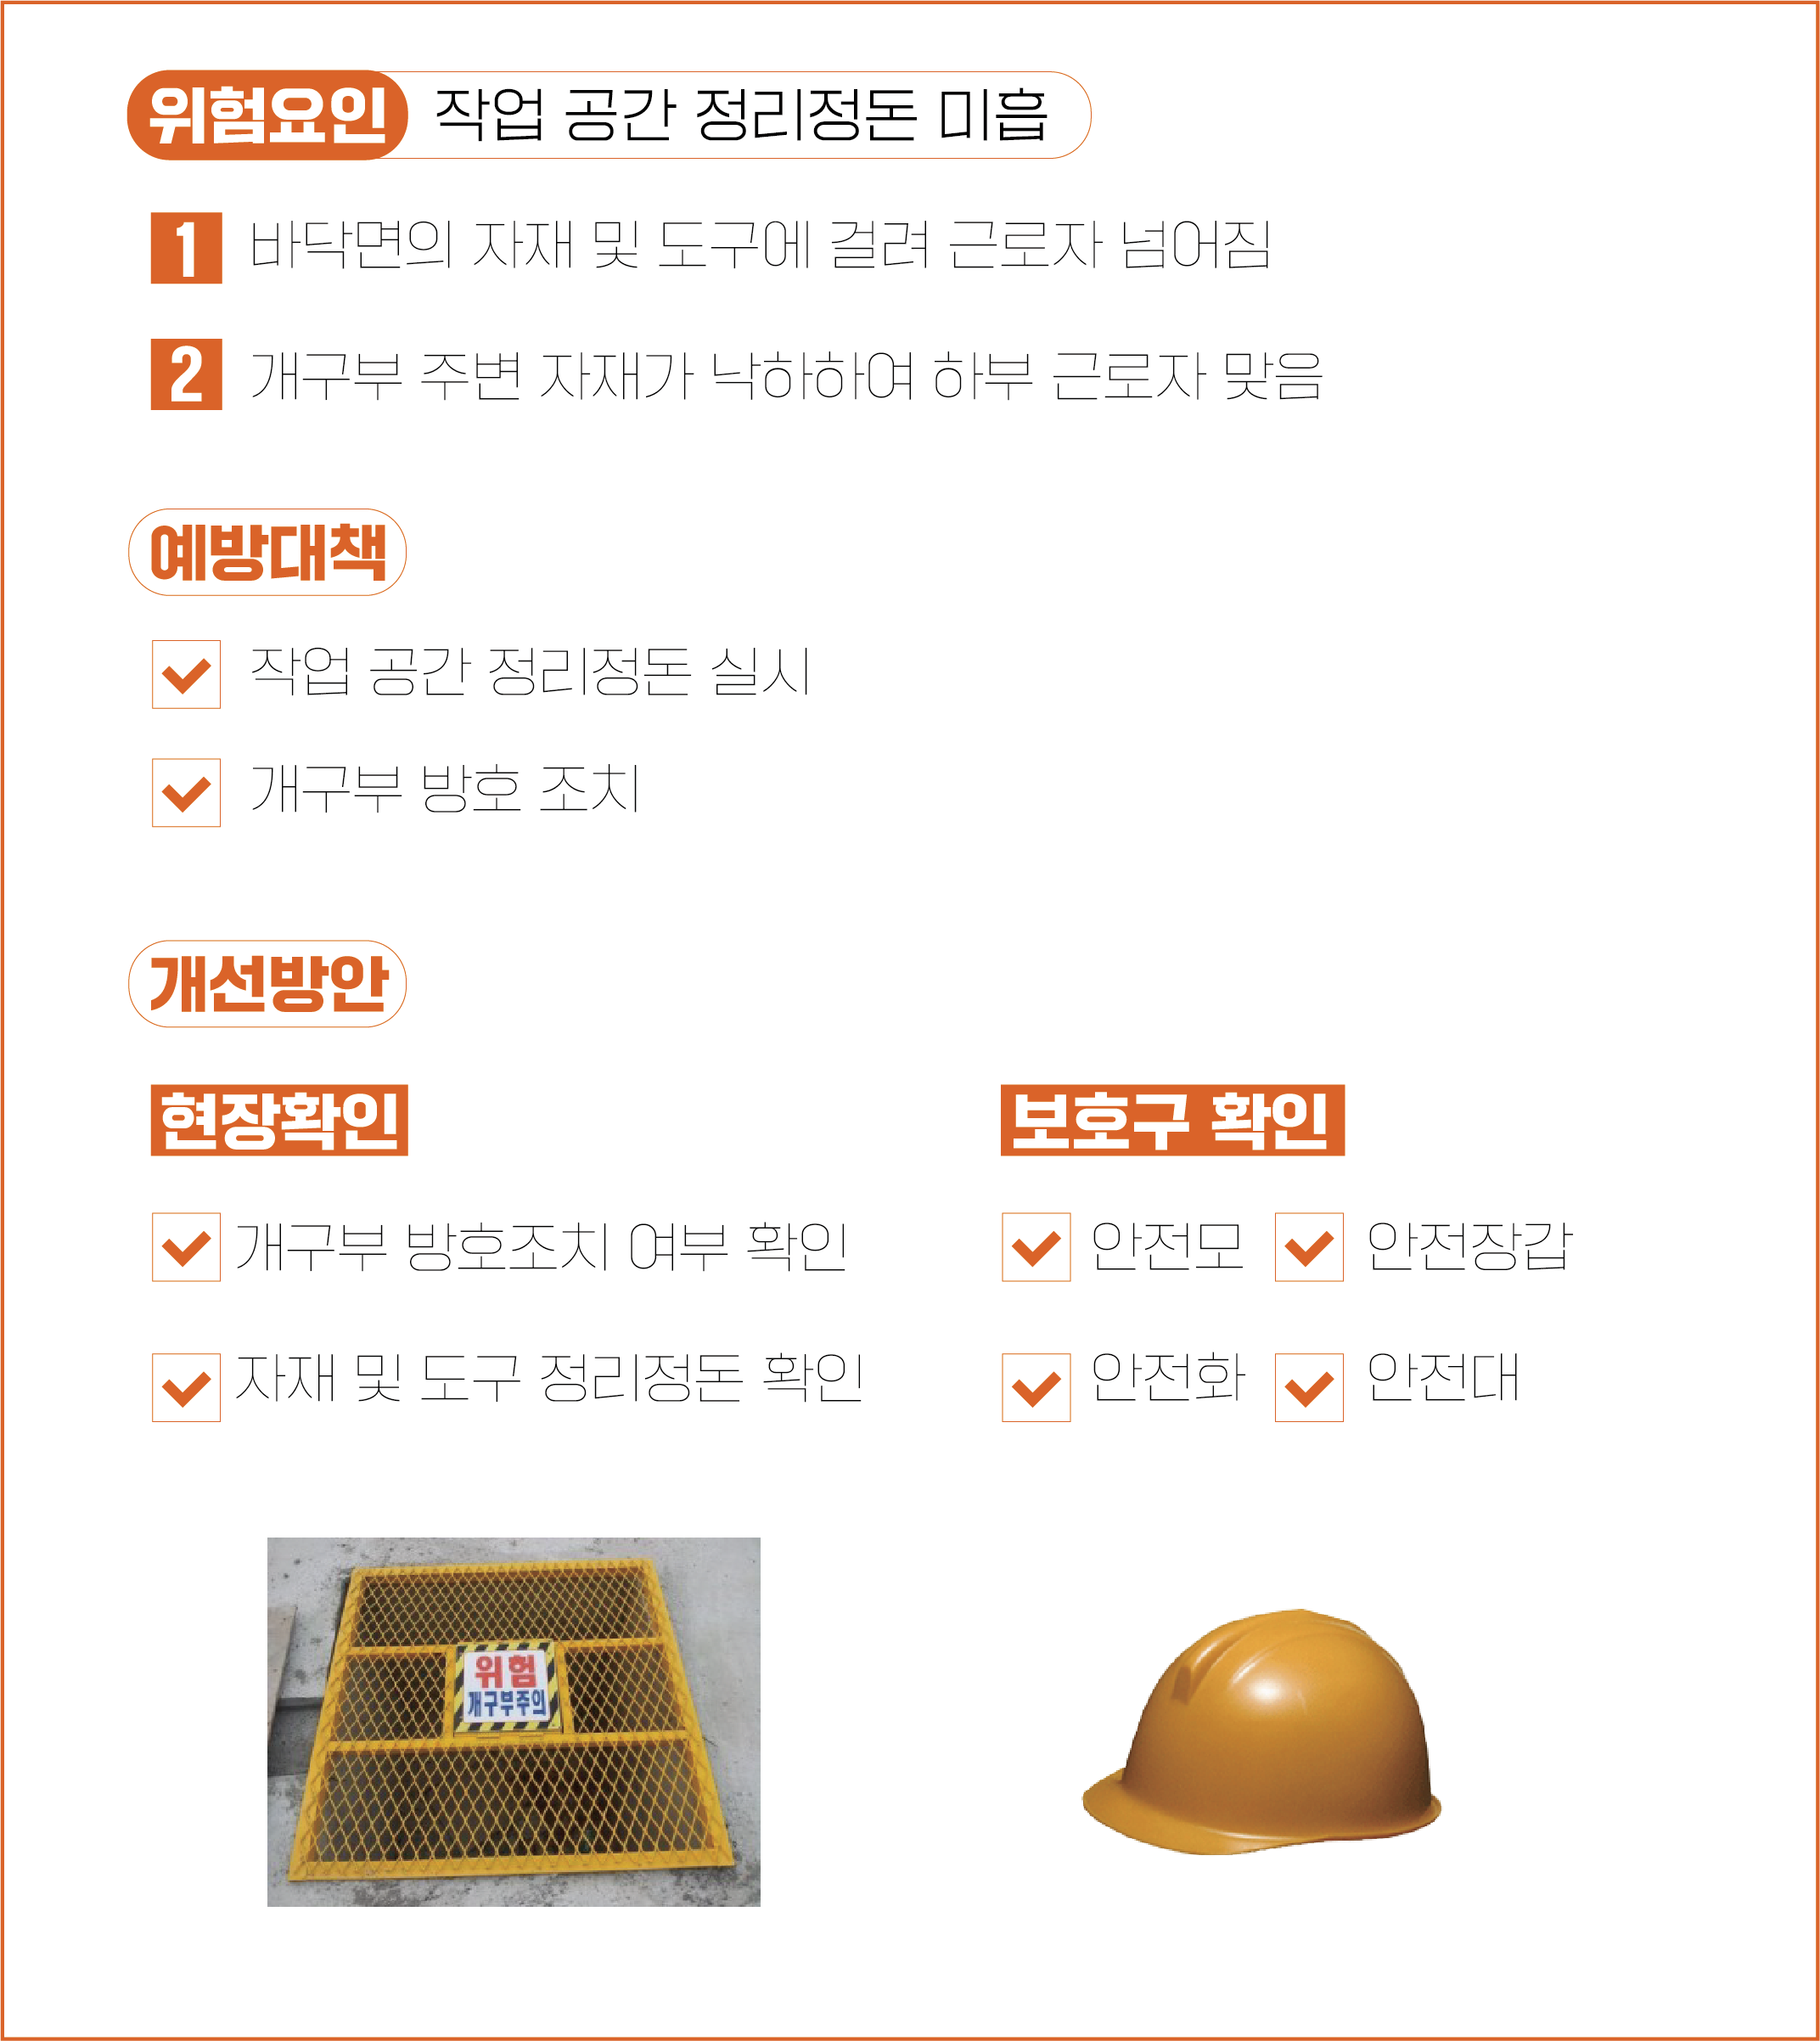 위험요인 작업 공간 정리정돈 미흡
1 바닥면의 자재 및 도구에 걸려 근로자 넘어짐
2 개구부 주변 자재가 낙하하여 하부 근로자 맞음
예방대책
작업 공간 정리정돈 실시
개구부 방호 조치
개선방안
현장확인
개구부 방호조치 여부 확인
자재 및 도구 정리정돈 확인
보호구 확인
안전모 안전장갑
안전화 안전대
위험
개구부주의